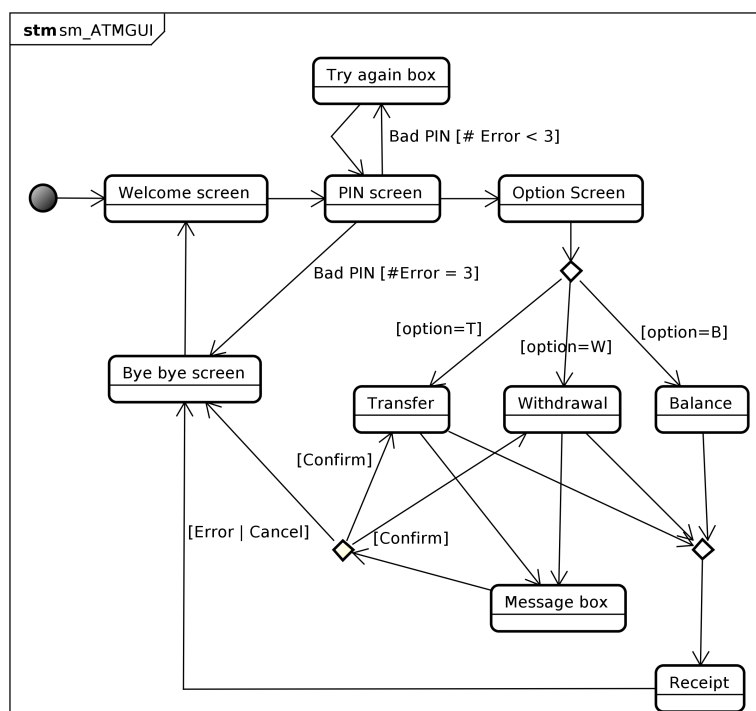 stm sm_ATMGUI
Try again box
Bad PIN [# Error < 3]
Welcome screen
PIN screen
Option Screen
Bad PIN [#Error = 3]
[option=T]
[option=W]
[option=B]
Bye bye screen
Transfer
Withdrawal
Balance
[Confirm]
[Error | Cancel]
[Confirm]
Message box
Receipt